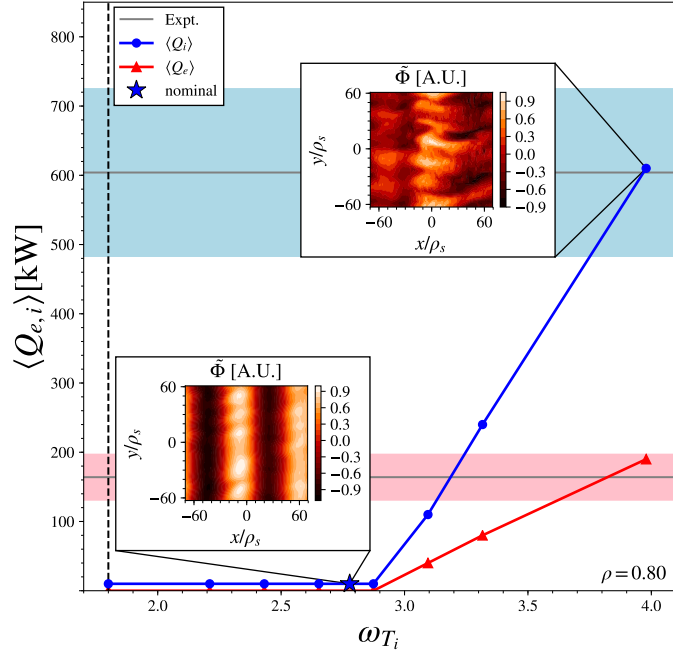 Expt.
⟨Q_i⟩
⟨Q_e⟩
nominal
⟨Q_{e,i}⟩[kW]
800
700
600
500
400
300
200
100
Φ̃ [A.U.]
y/ρ_s
60
0
−60
−60 0 60
x/ρ_s
0.9
0.6
0.3
0.0
−0.3
−0.6
−0.9
Φ̃ [A.U.]
y/ρ_s
60
0
−60
−60 0 60
x/ρ_s
0.9
0.6
0.3
0.0
−0.3
−0.6
−0.9
ρ = 0.80
2.0 2.5 3.0 3.5 4.0
ω_{T_i}